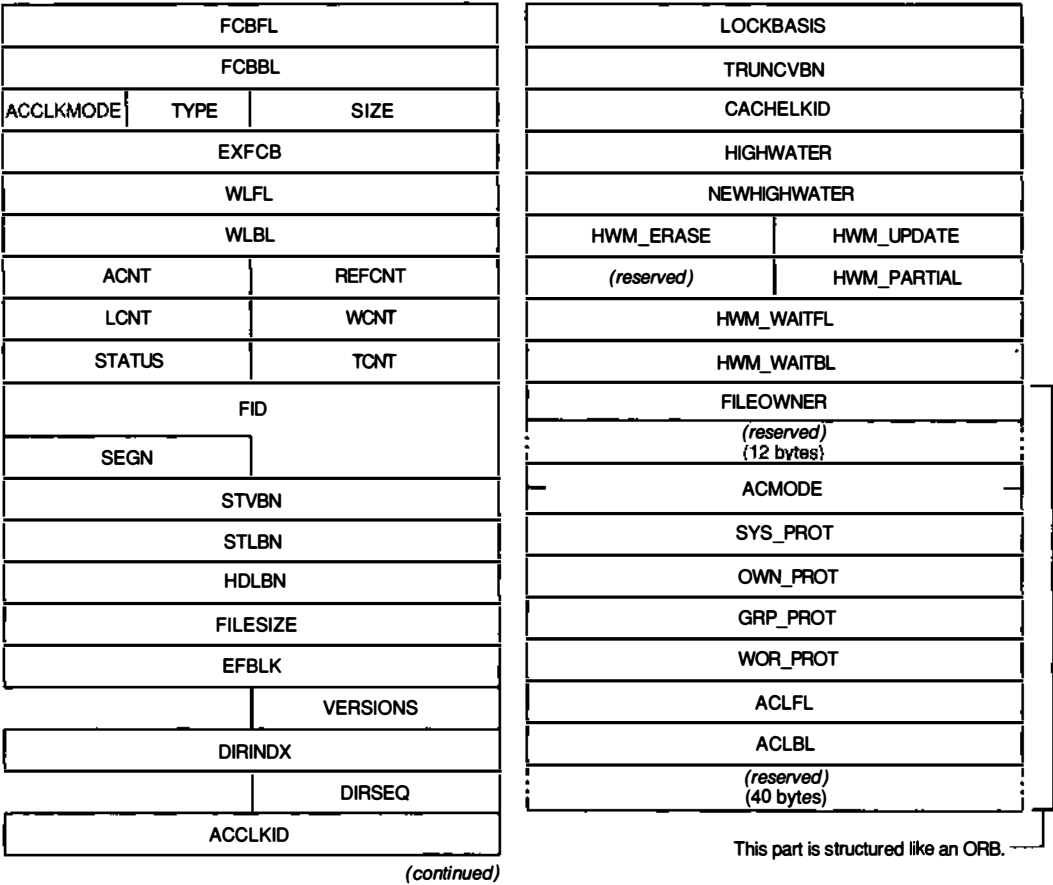 FCBFL
FCBBL
ACCLKMODE TYPE SIZE
EXFCB
WLFL
WLBL
ACNT REFCNT
LCNT WCNT
STATUS TCNT
FID
SEGN
STVBN
STLBN
HDLBN
FILESIZE
EFBLK
VERSIONS
DIRINDX
DIRSEQ
ACCLKID
(continued)
LOCKBASIS
TRUNCVBN
CACHELKID
HIGHWATER
NEWHIGHWATER
HWM_ERASE HWM_UPDATE
(reserved) HWM_PARTIAL
HWM_WAITFL
HWM_WAITBL
FILEOWNER
(reserved)
(12 bytes)
ACMODE
SYS_PROT
OWN_PROT
GRP_PROT
WOR_PROT
ACLFL
ACLBL
(reserved)
(40 bytes)
This part is structured like an ORB.